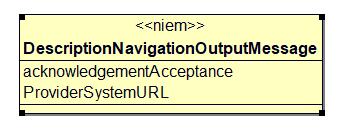 <<niem>>
DescriptionNavigationOutputMessage
acknowledgementAcceptance
ProviderSystemURL